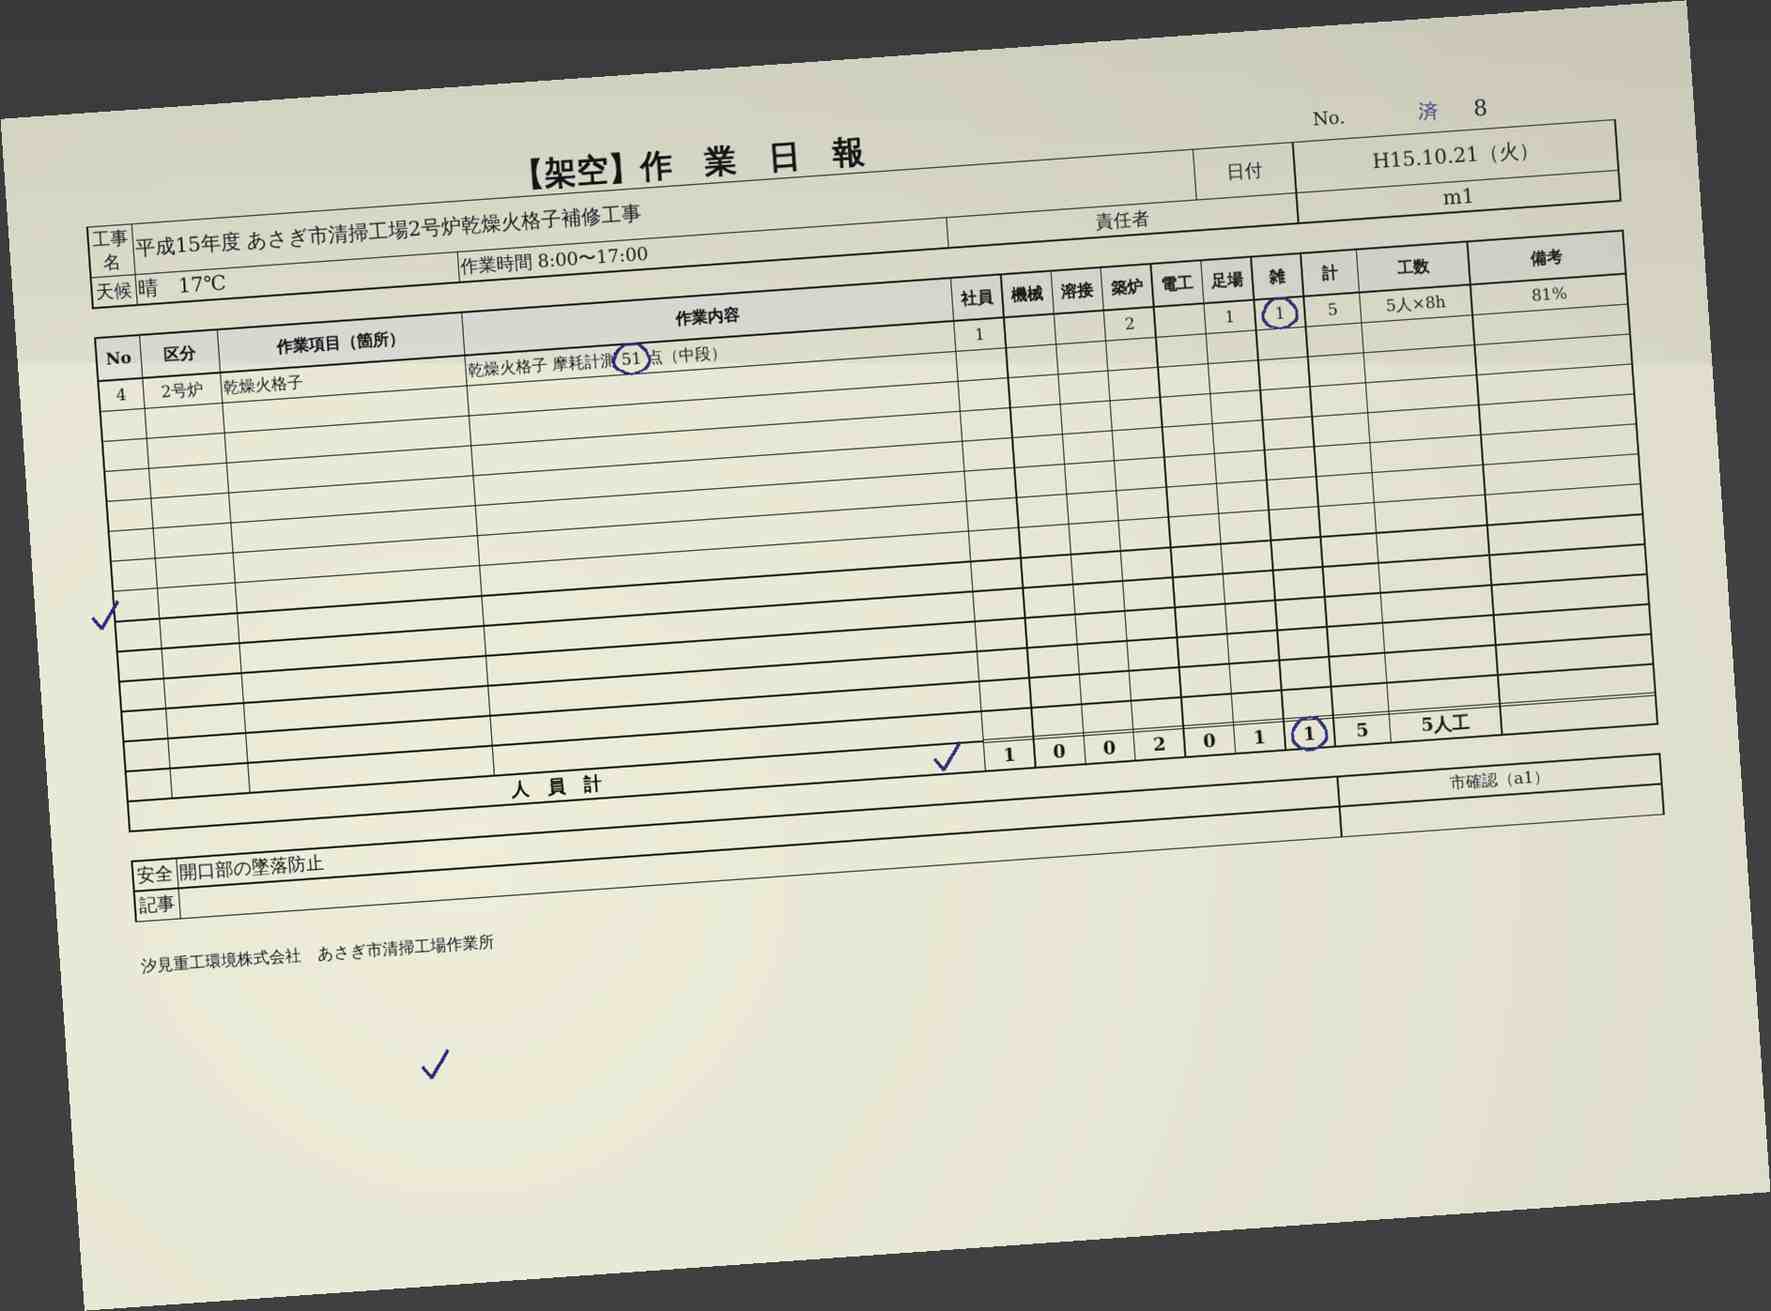 No. 済 8
【架空】作 業 日 報
工事名 平成15年度 あさぎ市清掃工場2号炉乾燥火格子補修工事 日付 H15.10.21（火）
天候 晴 17℃ 作業時間 8:00〜17:00 責任者 m1
No 区分 作業項目（箇所） 作業内容 社員 機械 溶接 築炉 電工 足場 雑 計 工数 備考
4 2号炉 乾燥火格子 乾燥火格子 摩耗計測 51 点（中段） 1 2 1 1 5 5人×8h 81%
人 員 計 1 0 0 2 0 1 1 5 5人工
安全 開口部の墜落防止 市確認（a1）
記事
汐見重工環境株式会社 あさぎ市清掃工場作業所